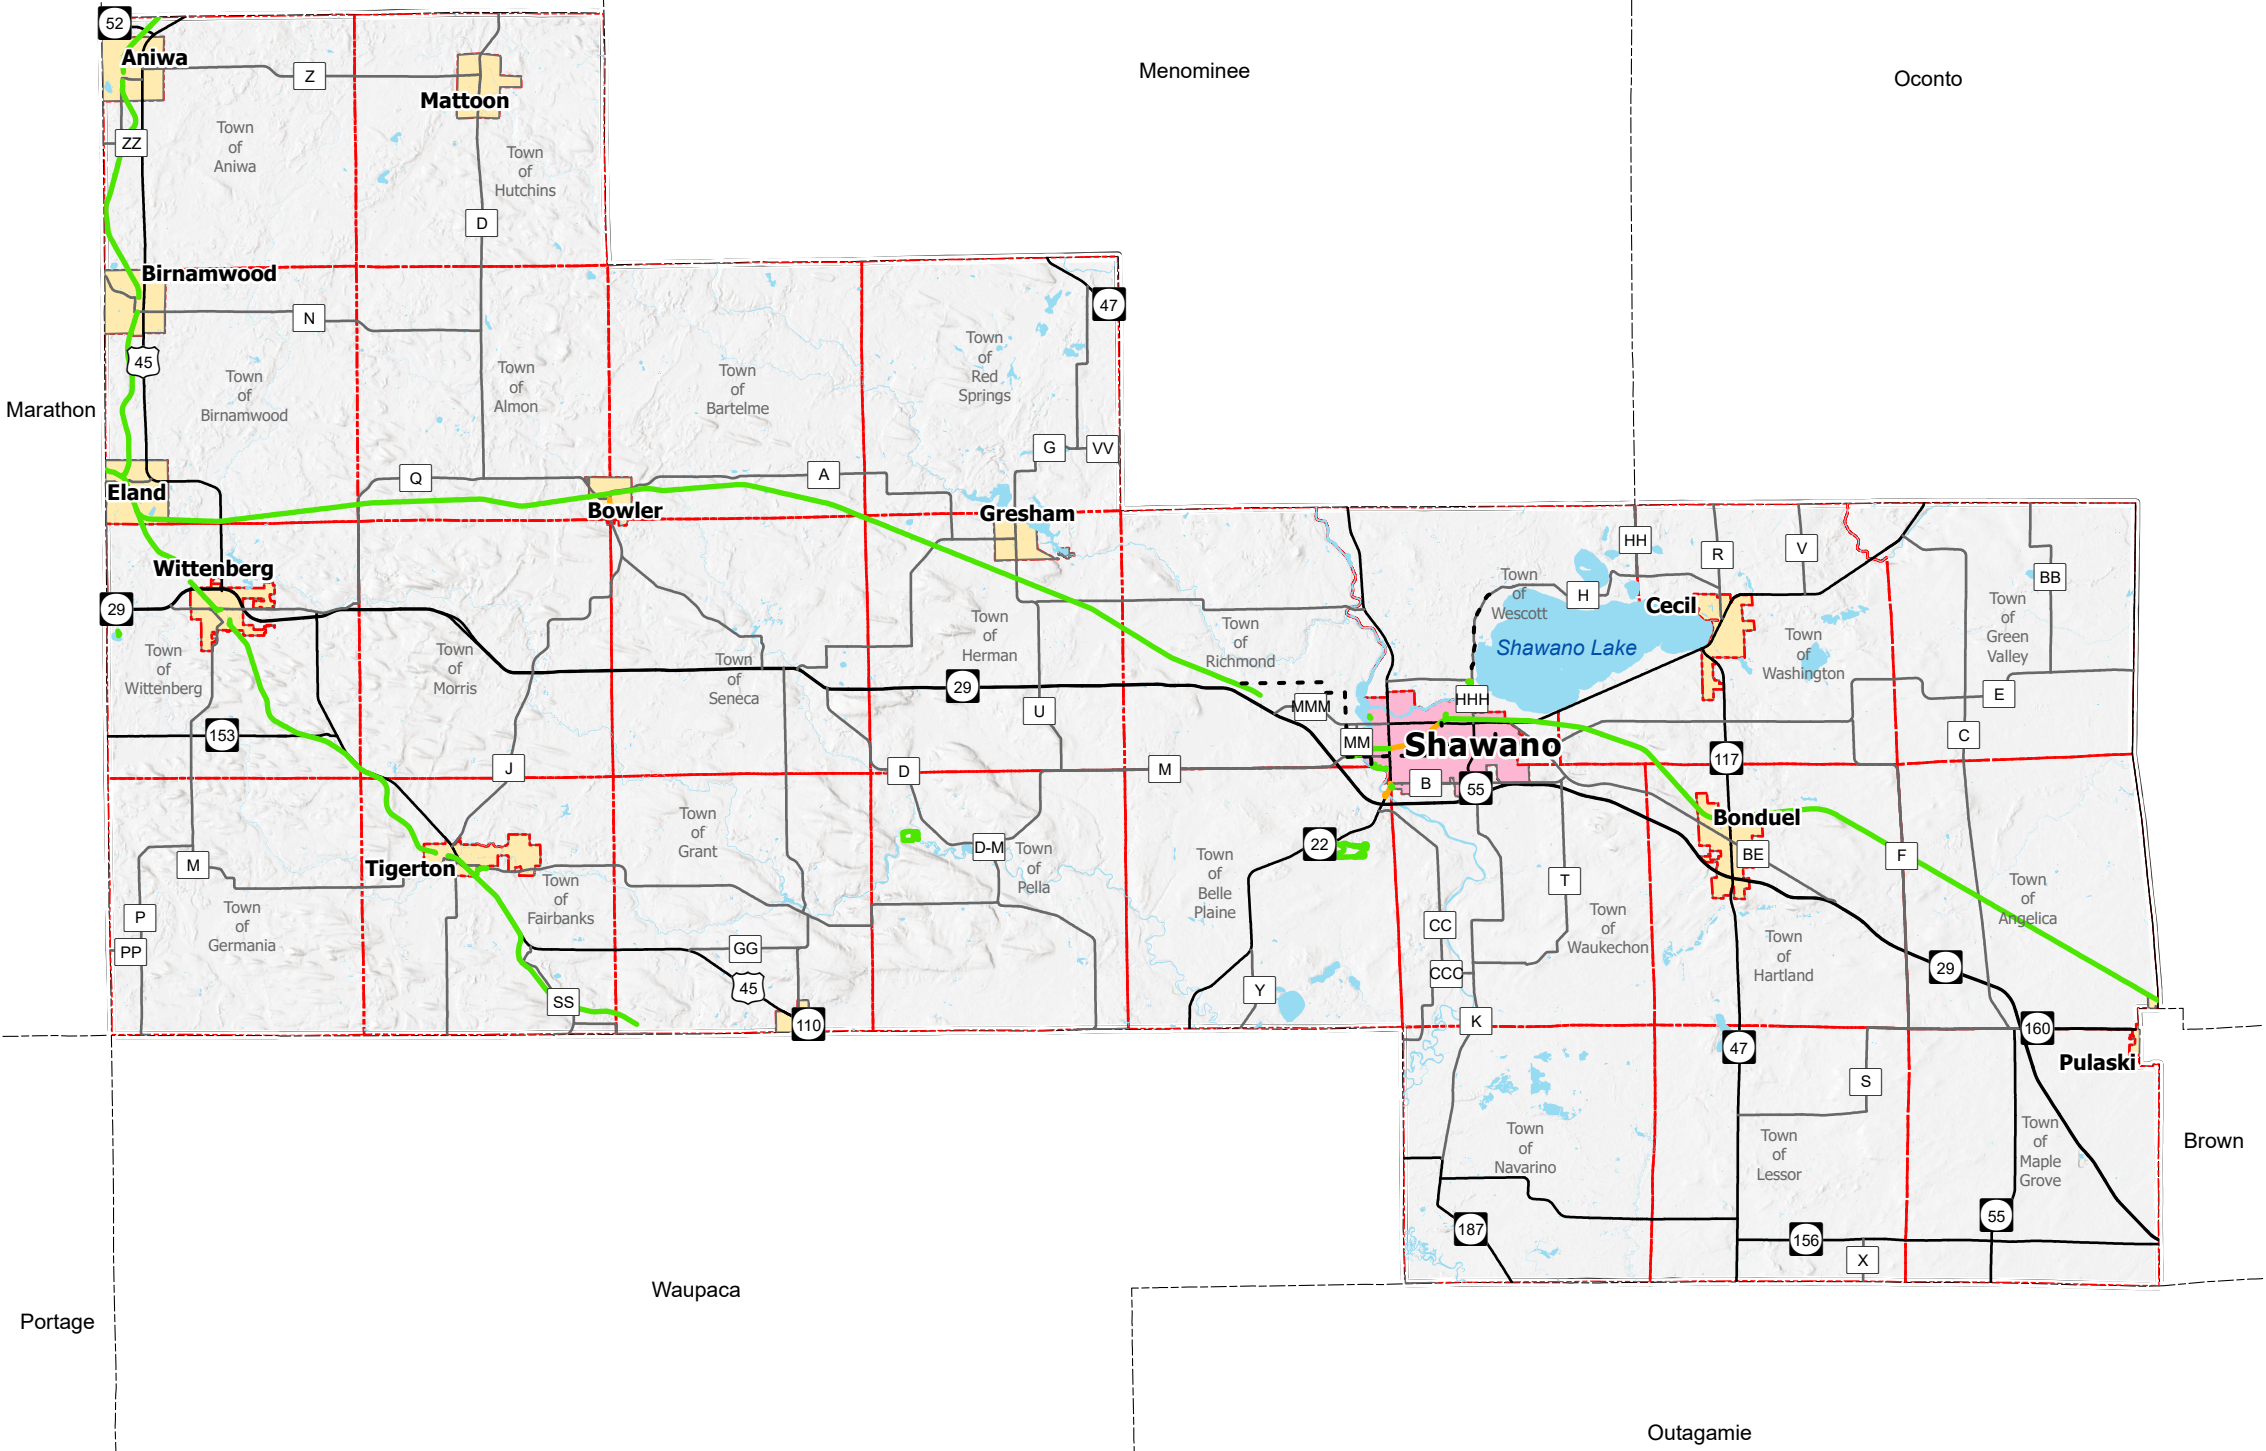 52
Aniwa
Z
Mattoon
Menominee
Oconto
ZZ
Town
of
Aniwa
Town
of
Hutchins
D
Birnamwood
47
N
45
Town
of
Birnamwood
Town
of
Almon
Town
of
Bartelme
Town
of
Red
Springs
Marathon
G
VV
Q
A
Eland
Bowler
Gresham
HH
R
V
BB
Wittenberg
29
Town
of
Wescott
H
Cecil
Town
of
Green
Valley
Town
of
Wittenberg
Town
of
Morris
Town
of
Seneca
Town
of
Herman
Town
of
Richmond
Shawano Lake
Town
of
Washington
29
U
MMM
HHH
E
153
MM
Shawano
C
117
J
D
M
B
55
Bonduel
Town
of
Grant
D-M
Town
of
Pella
22
BE
F
Tigerton
M
Town
of
Fairbanks
Town
of
Belle
Plaine
T
Town
of
Angelica
P
PP
Town
of
Germania
GG
CC
Town
of
Waukechon
Town
of
Hartland
45
SS
CCC
29
Y
110
K
47
160
Pulaski
S
Town
of
Navarino
Town
of
Lessor
Town
of
Maple
Grove
Brown
187
156
55
X
Waupaca
Portage
Outagamie